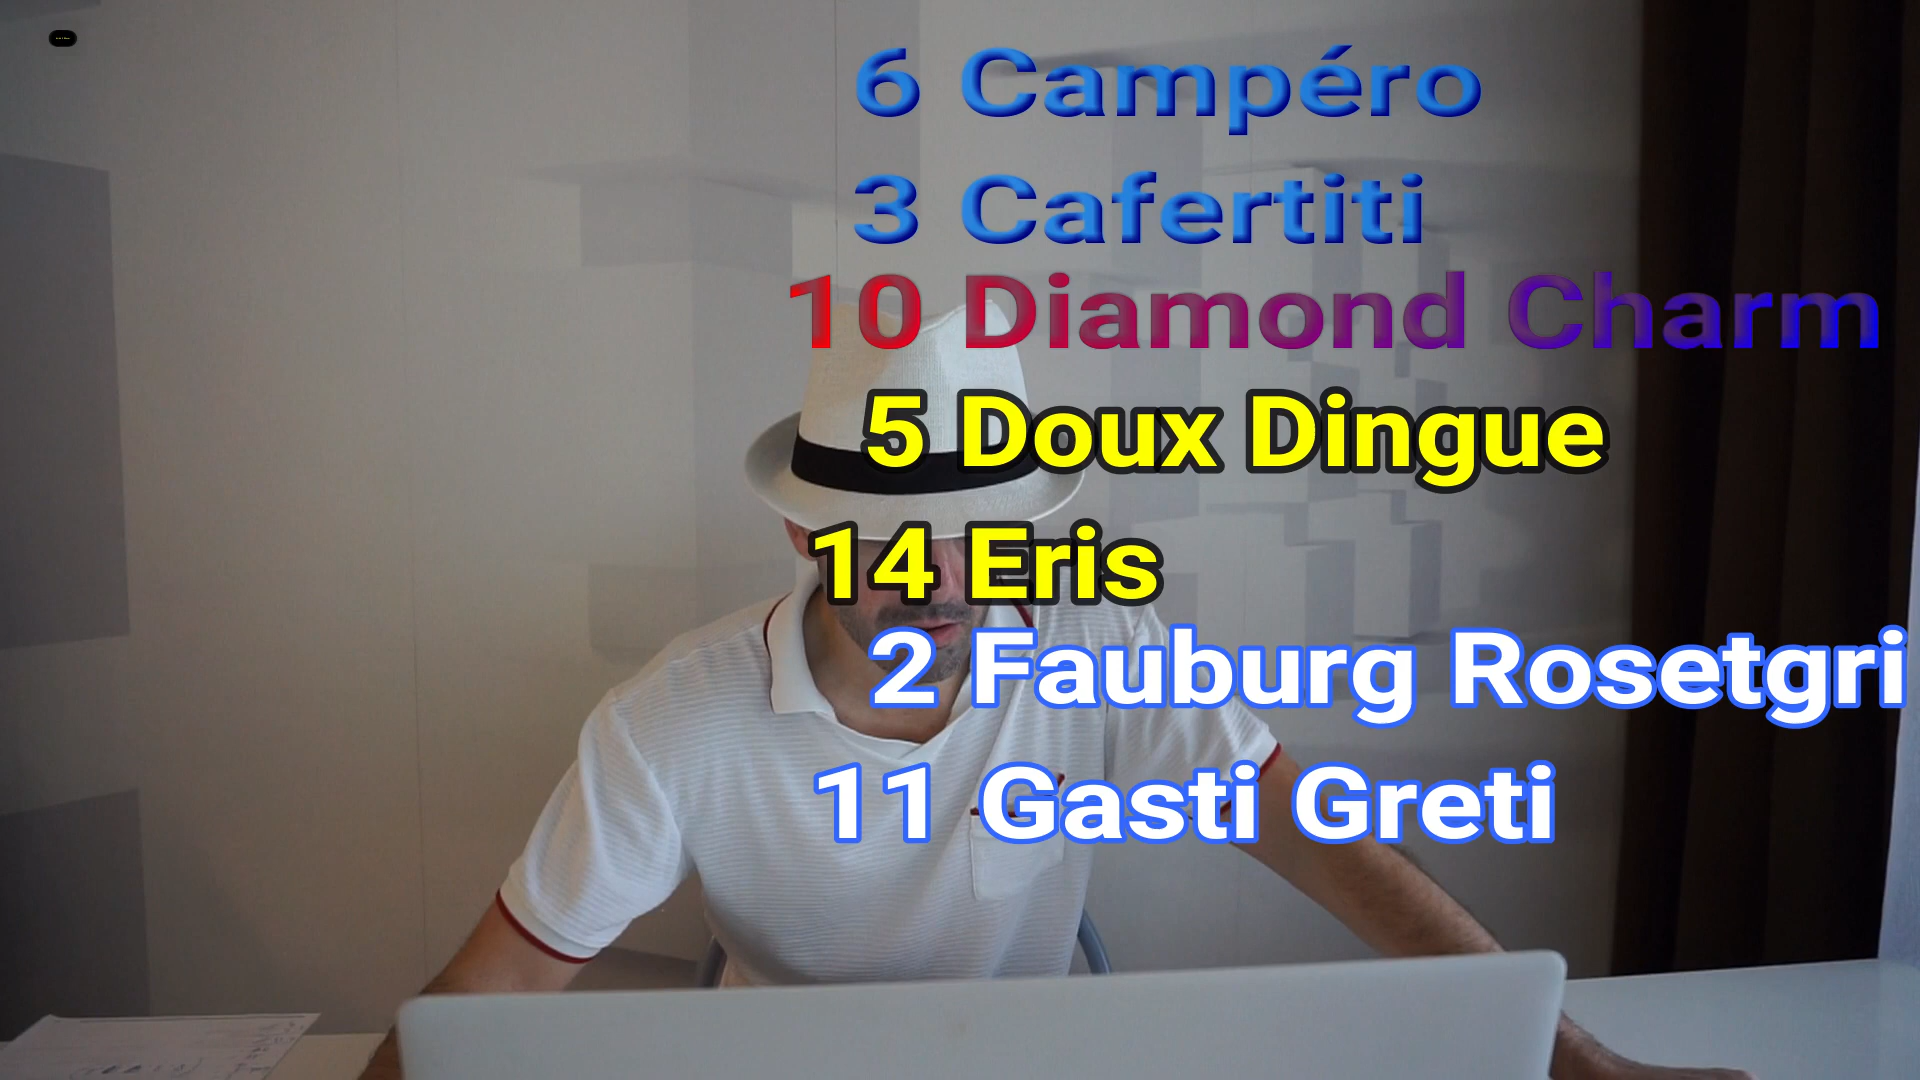 6 Campéro
3 Cafertiti
10 Diamond Charm
5 Doux Dingue
14 Eris
2 Fauburg Rosetgri
11 Gasti Greti